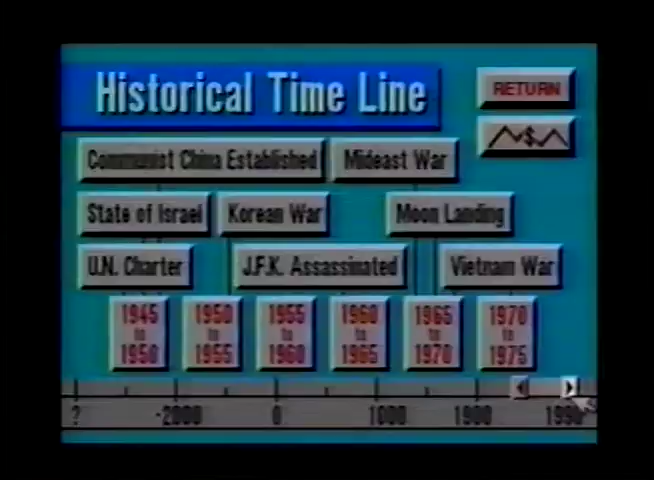 Historical Time Line
RETURN
$
Communist China Established
Mideast War
State of Israel
Korean War
Moon Landing
U.N. Charter
J.F.K. Assassinated
Vietnam War
1945 to 1950
1950 to 1955
1955 to 1960
1960 to 1965
1965 to 1970
1970 to 1975
? -2000 0 1000 1900 1990